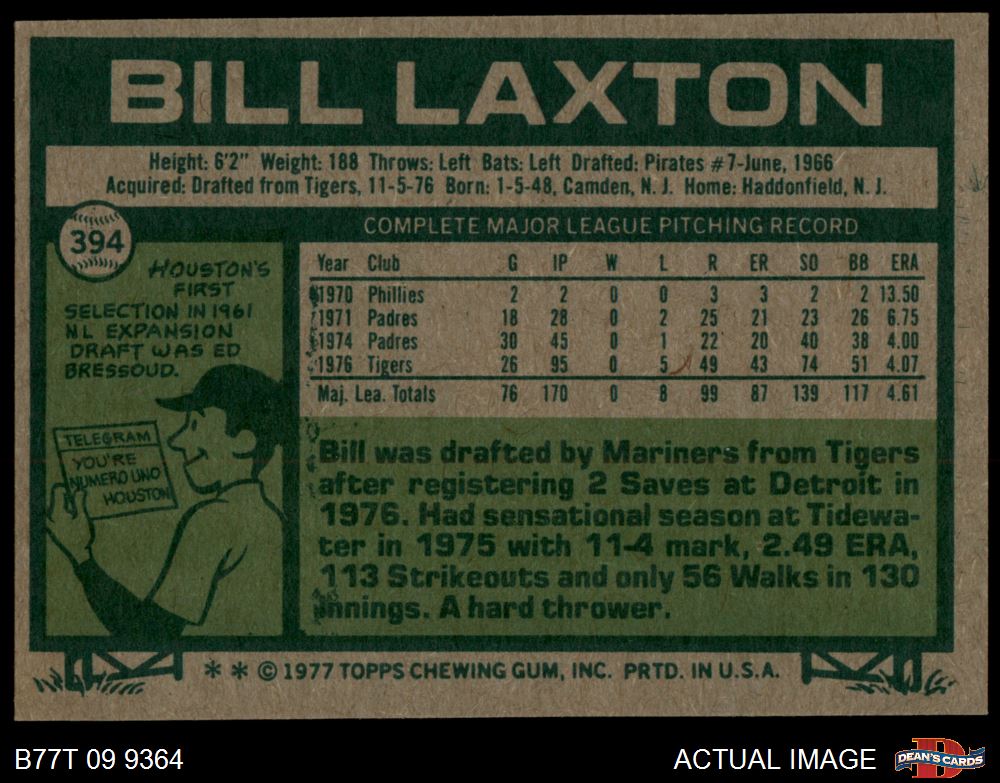 BILL LAXTON
Height: 6'2" Weight: 188 Throws: Left Bats: Left Drafted: Pirates #7-June, 1966
Acquired: Drafted from Tigers, 11-5-76 Born: 1-5-48, Camden, N. J. Home: Haddonfield, N. J.
394
HOUSTON'S
FIRST
SELECTION IN 1961
NL EXPANSION
DRAFT WAS ED
BRESSOUD.
TELEGRAM
YOU'RE
NUMERO UNO
HOUSTON
COMPLETE MAJOR LEAGUE PITCHING RECORD
Year Club G IP W L R ER SO BB ERA
1970 Phillies 2 2 0 0 3 3 2 2 13.50
1971 Padres 18 28 0 2 25 21 23 26 6.75
1974 Padres 30 45 0 1 22 20 40 38 4.00
1976 Tigers 26 95 0 5 49 43 74 51 4.07
Maj. Lea. Totals 76 170 0 8 99 87 139 117 4.61
Bill was drafted by Mariners from Tigers
after registering 2 Saves at Detroit in
1976. Had sensational season at Tidewa-
ter in 1975 with 11-4 mark, 2.49 ERA,
113 Strikeouts and only 56 Walks in 130
innings. A hard thrower.
* * © 1977 TOPPS CHEWING GUM, INC. PRTD. IN U.S.A.
B77T 09 9364
ACTUAL IMAGE
D
DEAN'S CARDS